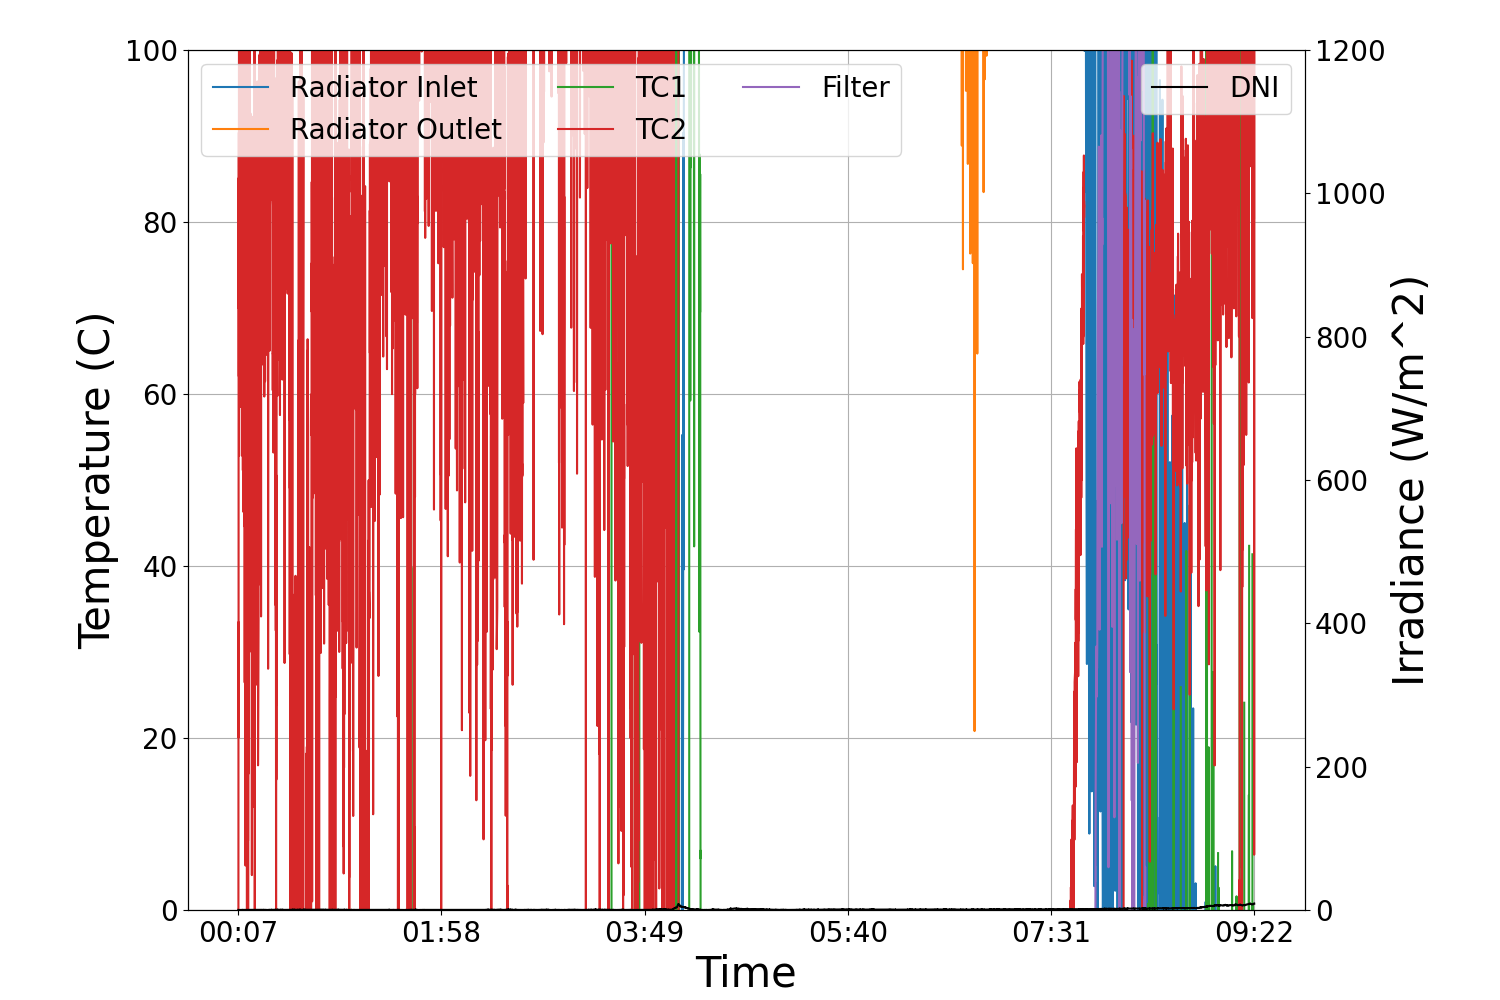 100
80
60
40
20
0
Temperature (C)
Radiator Inlet
Radiator Outlet
TC1
TC2
Filter
DNI
1200
1000
800
600
400
200
0
Irradiance (W/m^2)
00:07
01:58
03:49
05:40
07:31
09:22
Time